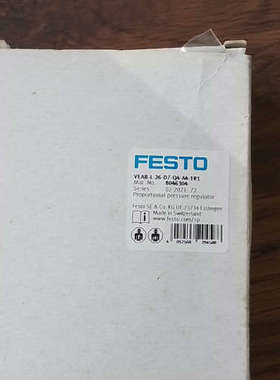 FESTO
VEAB-L-26-D7-Q4-A4-1R1
Mat. No.: 8046304
Series: 02.2021: 72
Proportional pressure regulator
Festo SE & Co. KG DE-73734 Esslingen
Made in Switzerland
www.festo.com/sp